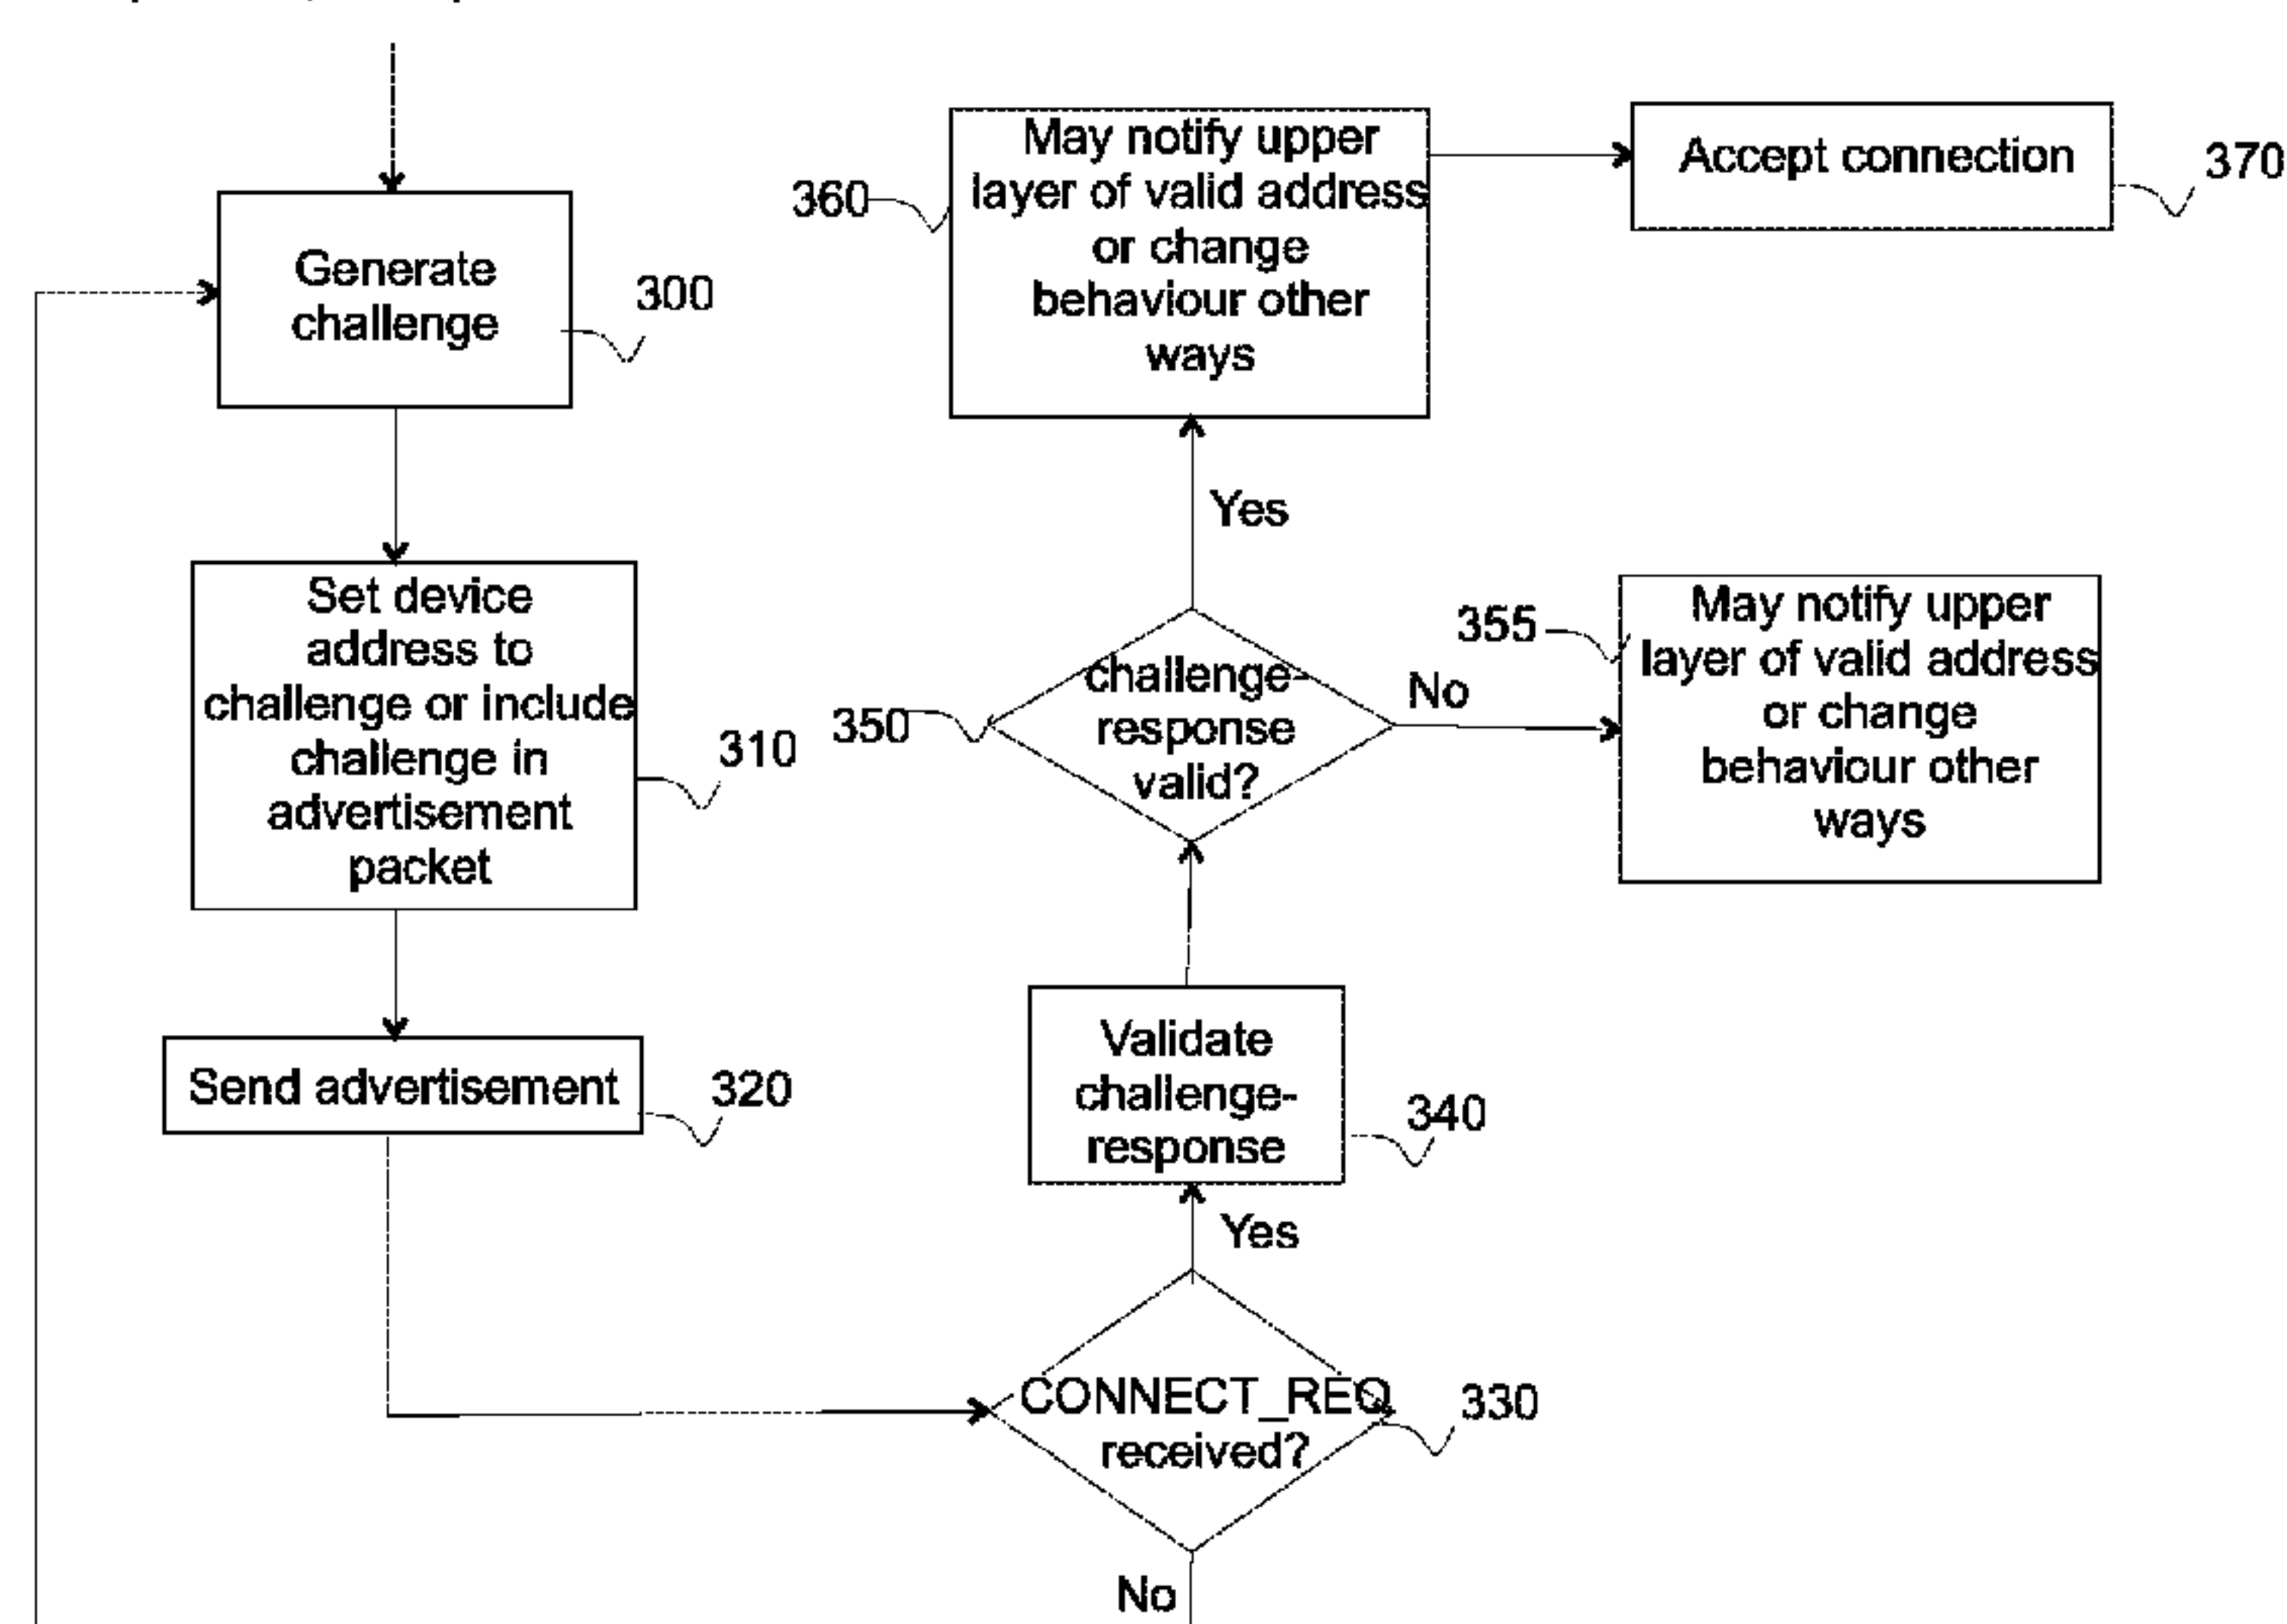 Generate
challenge
300
Set device
address to
challenge or include
challenge in
advertisement
packet
310
Send advertisement
320
CONNECT_REQ
received?
330
No
Yes
Validate
challenge-
response
340
challenge-
response
valid?
350
No
May notify upper
layer of valid address
or change
behaviour other
ways
355
Yes
May notify upper
layer of valid address
or change
behaviour other
ways
360
Accept connection
370